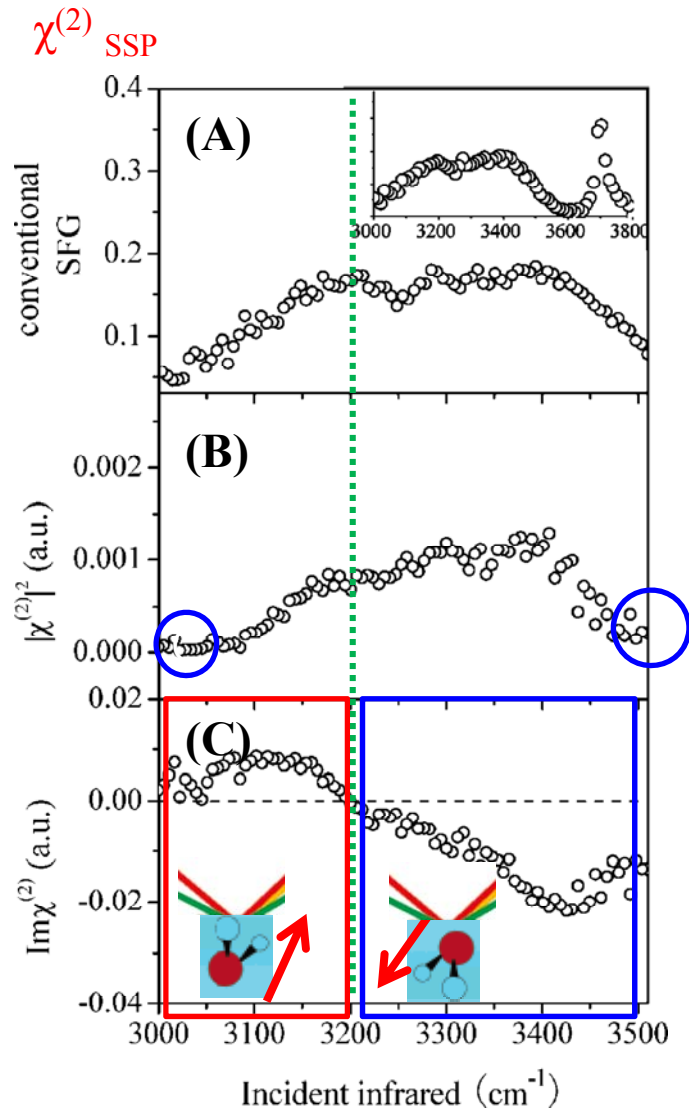 χ(2) SSP
0.4
0.3
0.2
0.1
conventional
SFG
(A)
3000 3200 3400 3600 3800
0.002
0.001
0.000
|χ(2)|2 (a.u.)
(B)
0.02
0.00
-0.02
-0.04
Imχ(2) (a.u.)
(C)
3000 3100 3200 3300 3400 3500
Incident infrared (cm-1)